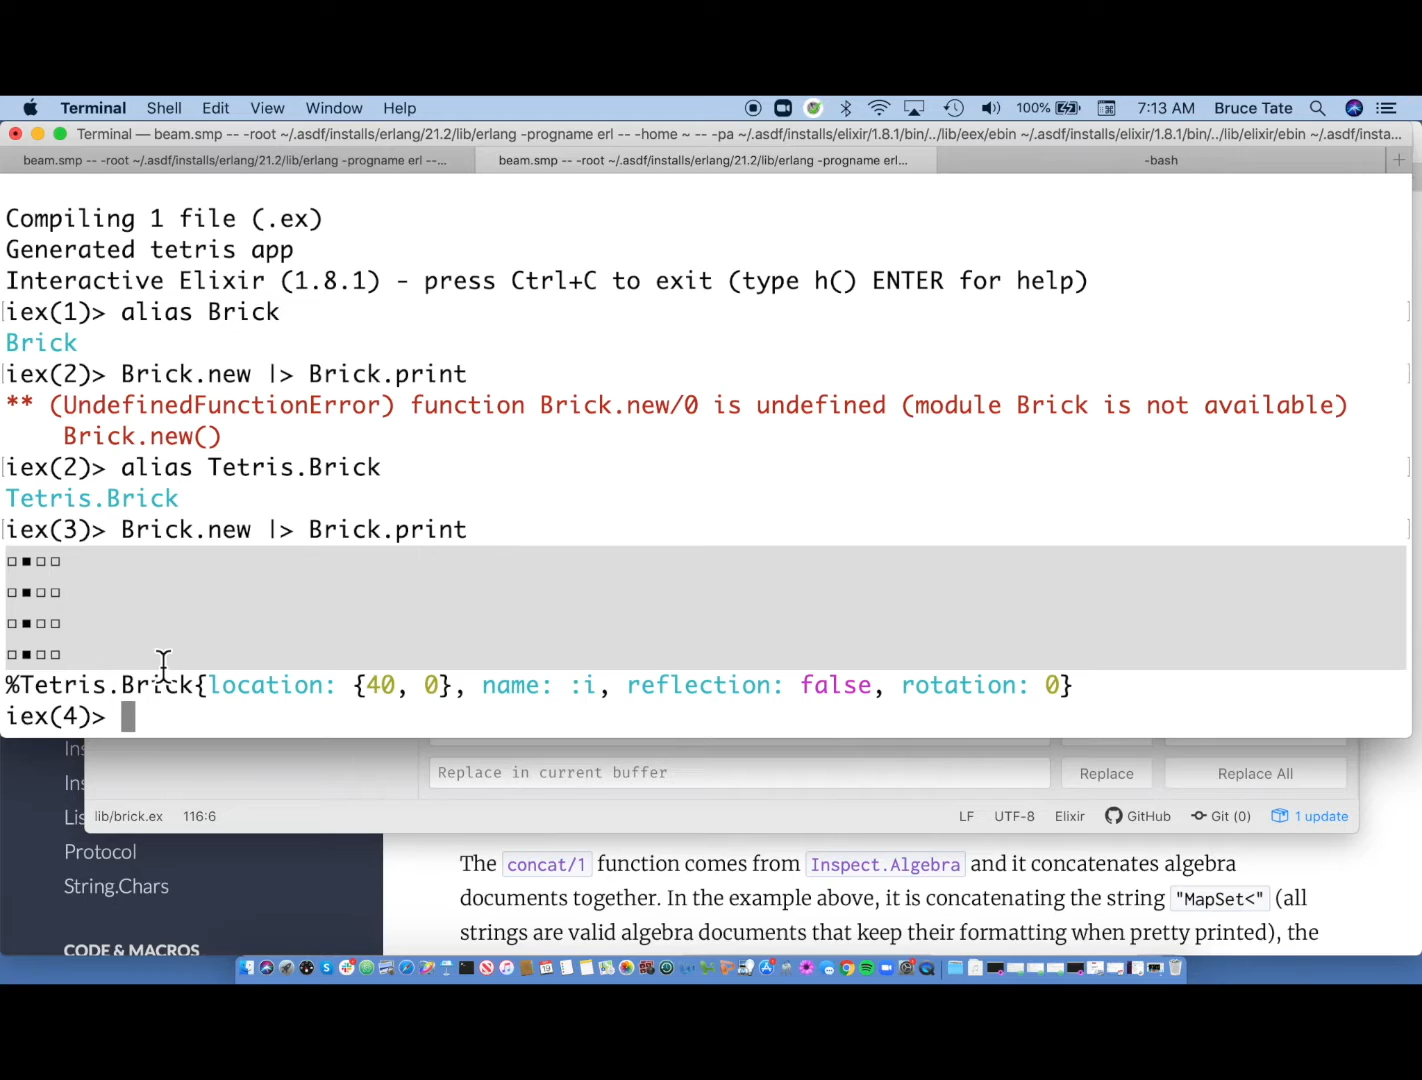 Terminal Shell Edit View Window Help 100% 7:13 AM Bruce Tate
Terminal — beam.smp -- -root ~/.asdf/installs/erlang/21.2/lib/erlang -progname erl -- -home ~ -- -pa ~/.asdf/installs/elixir/1.8.1/bin/../lib/eex/ebin ~/.asdf/installs/elixir/1.8.1/bin/../lib/elixir/ebin ~/.asdf/insta...
beam.smp -- -root ~/.asdf/installs/erlang/21.2/lib/erlang -progname erl --... beam.smp -- -root ~/.asdf/installs/erlang/21.2/lib/erlang -progname erl... -bash +
Compiling 1 file (.ex)
Generated tetris app
Interactive Elixir (1.8.1) - press Ctrl+C to exit (type h() ENTER for help)
[iex(1)> alias Brick ]
Brick
[iex(2)> Brick.new |> Brick.print ]
** (UndefinedFunctionError) function Brick.new/0 is undefined (module Brick is not available)
Brick.new()
[iex(2)> alias Tetris.Brick ]
Tetris.Brick
[iex(3)> Brick.new |> Brick.print ]
□■□□
□■□□
□■□□
□■□□
%Tetris.Brick{location: {40, 0}, name: :i, reflection: false, rotation: 0}
iex(4)>
Ins
Replace in current buffer Replace Replace All
Ins
lib/brick.ex 116:6 LF UTF-8 Elixir GitHub Git (0) 1 update
Lis
Protocol
String.Chars
CODE & MACROS
The concat/1 function comes from Inspect.Algebra and it concatenates algebra
documents together. In the example above, it is concatenating the string "MapSet<" (all
strings are valid algebra documents that keep their formatting when pretty printed), the